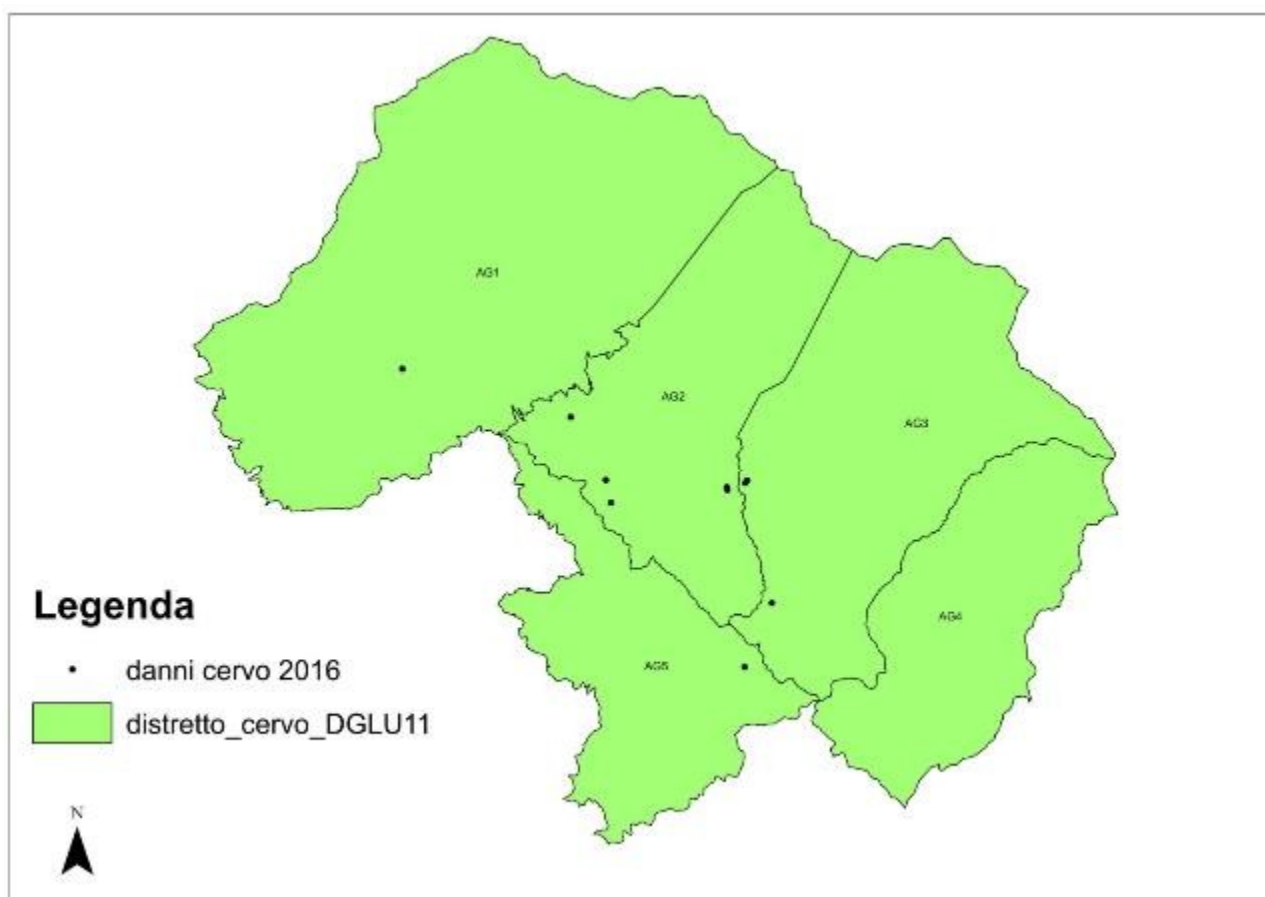 AG1
AG2
AG3
AG4
AG5
Legenda
danni cervo 2016
distretto_cervo_DGLU11
N